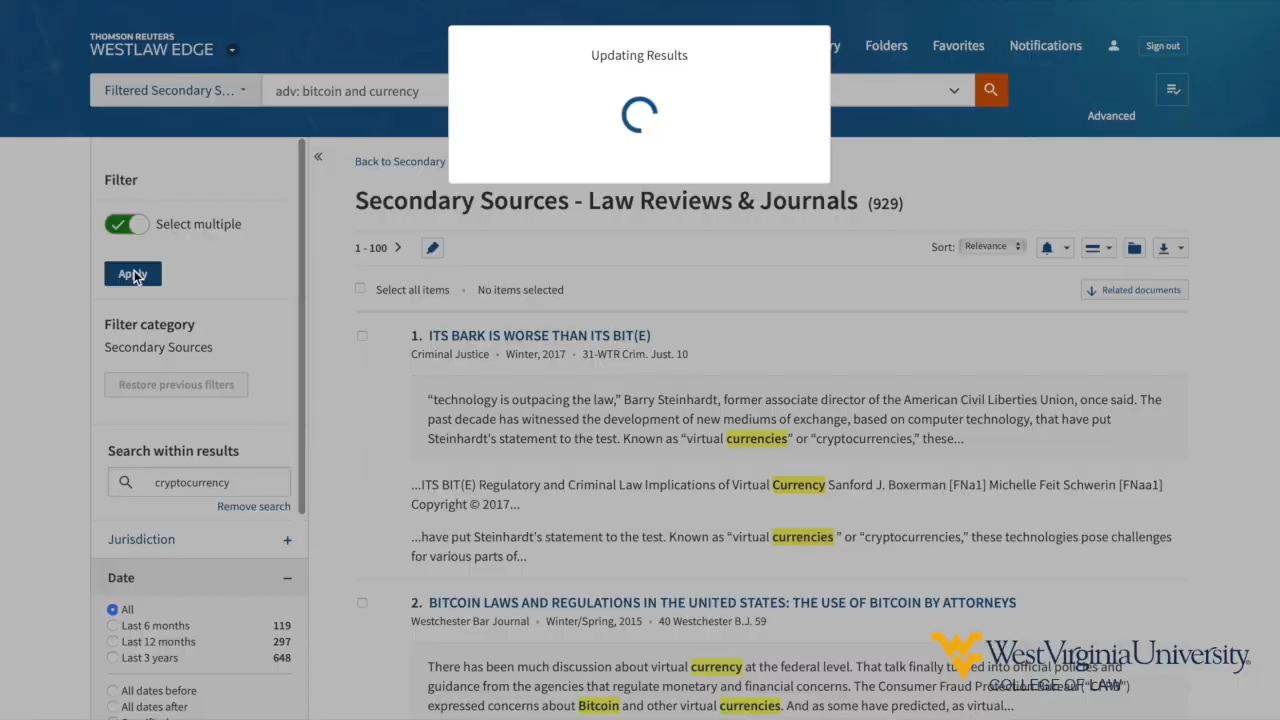 THOMSON REUTERS
WESTLAW EDGE
Updating Results
ry Folders Favorites Notifications Sign out
Filtered Secondary S...
adv: bitcoin and currency
Advanced
Filter
Select multiple
Apply
Filter category
Secondary Sources
Restore previous filters
Search within results
cryptocurrency
Remove search
Jurisdiction +
Date −
All
Last 6 months 119
Last 12 months 297
Last 3 years 648
All dates before
All dates after
«
Back to Secondary
Secondary Sources - Law Reviews & Journals (929)
1 - 100
Sort: Relevance
Select all items • No items selected
Related documents
1. ITS BARK IS WORSE THAN ITS BIT(E)
Criminal Justice • Winter, 2017 • 31-WTR Crim. Just. 10
“technology is outpacing the law,” Barry Steinhardt, former associate director of the American Civil Liberties Union, once said. The
past decade has witnessed the development of new mediums of exchange, based on computer technology, that have put
Steinhardt's statement to the test. Known as “virtual currencies” or “cryptocurrencies,” these...
...ITS BIT(E) Regulatory and Criminal Law Implications of Virtual Currency Sanford J. Boxerman [FNa1] Michelle Feit Schwerin [FNaa1]
Copyright © 2017...
...have put Steinhardt's statement to the test. Known as “virtual currencies ” or “cryptocurrencies,” these technologies pose challenges
for various parts of...
2. BITCOIN LAWS AND REGULATIONS IN THE UNITED STATES: THE USE OF BITCOIN BY ATTORNEYS
Westchester Bar Journal • Winter/Spring, 2015 • 40 Westchester B.J. 59
There has been much discussion about virtual currency at the federal level. That talk finally turned into official policies and
guidance from the agencies that regulate monetary and financial concerns. The Consumer Fraud Protection Bureau (“CFPB”)
expressed concerns about Bitcoin and other virtual currencies. And as some have predicted, as virtual...
WestVirginiaUniversity®
COLLEGE OF LAW